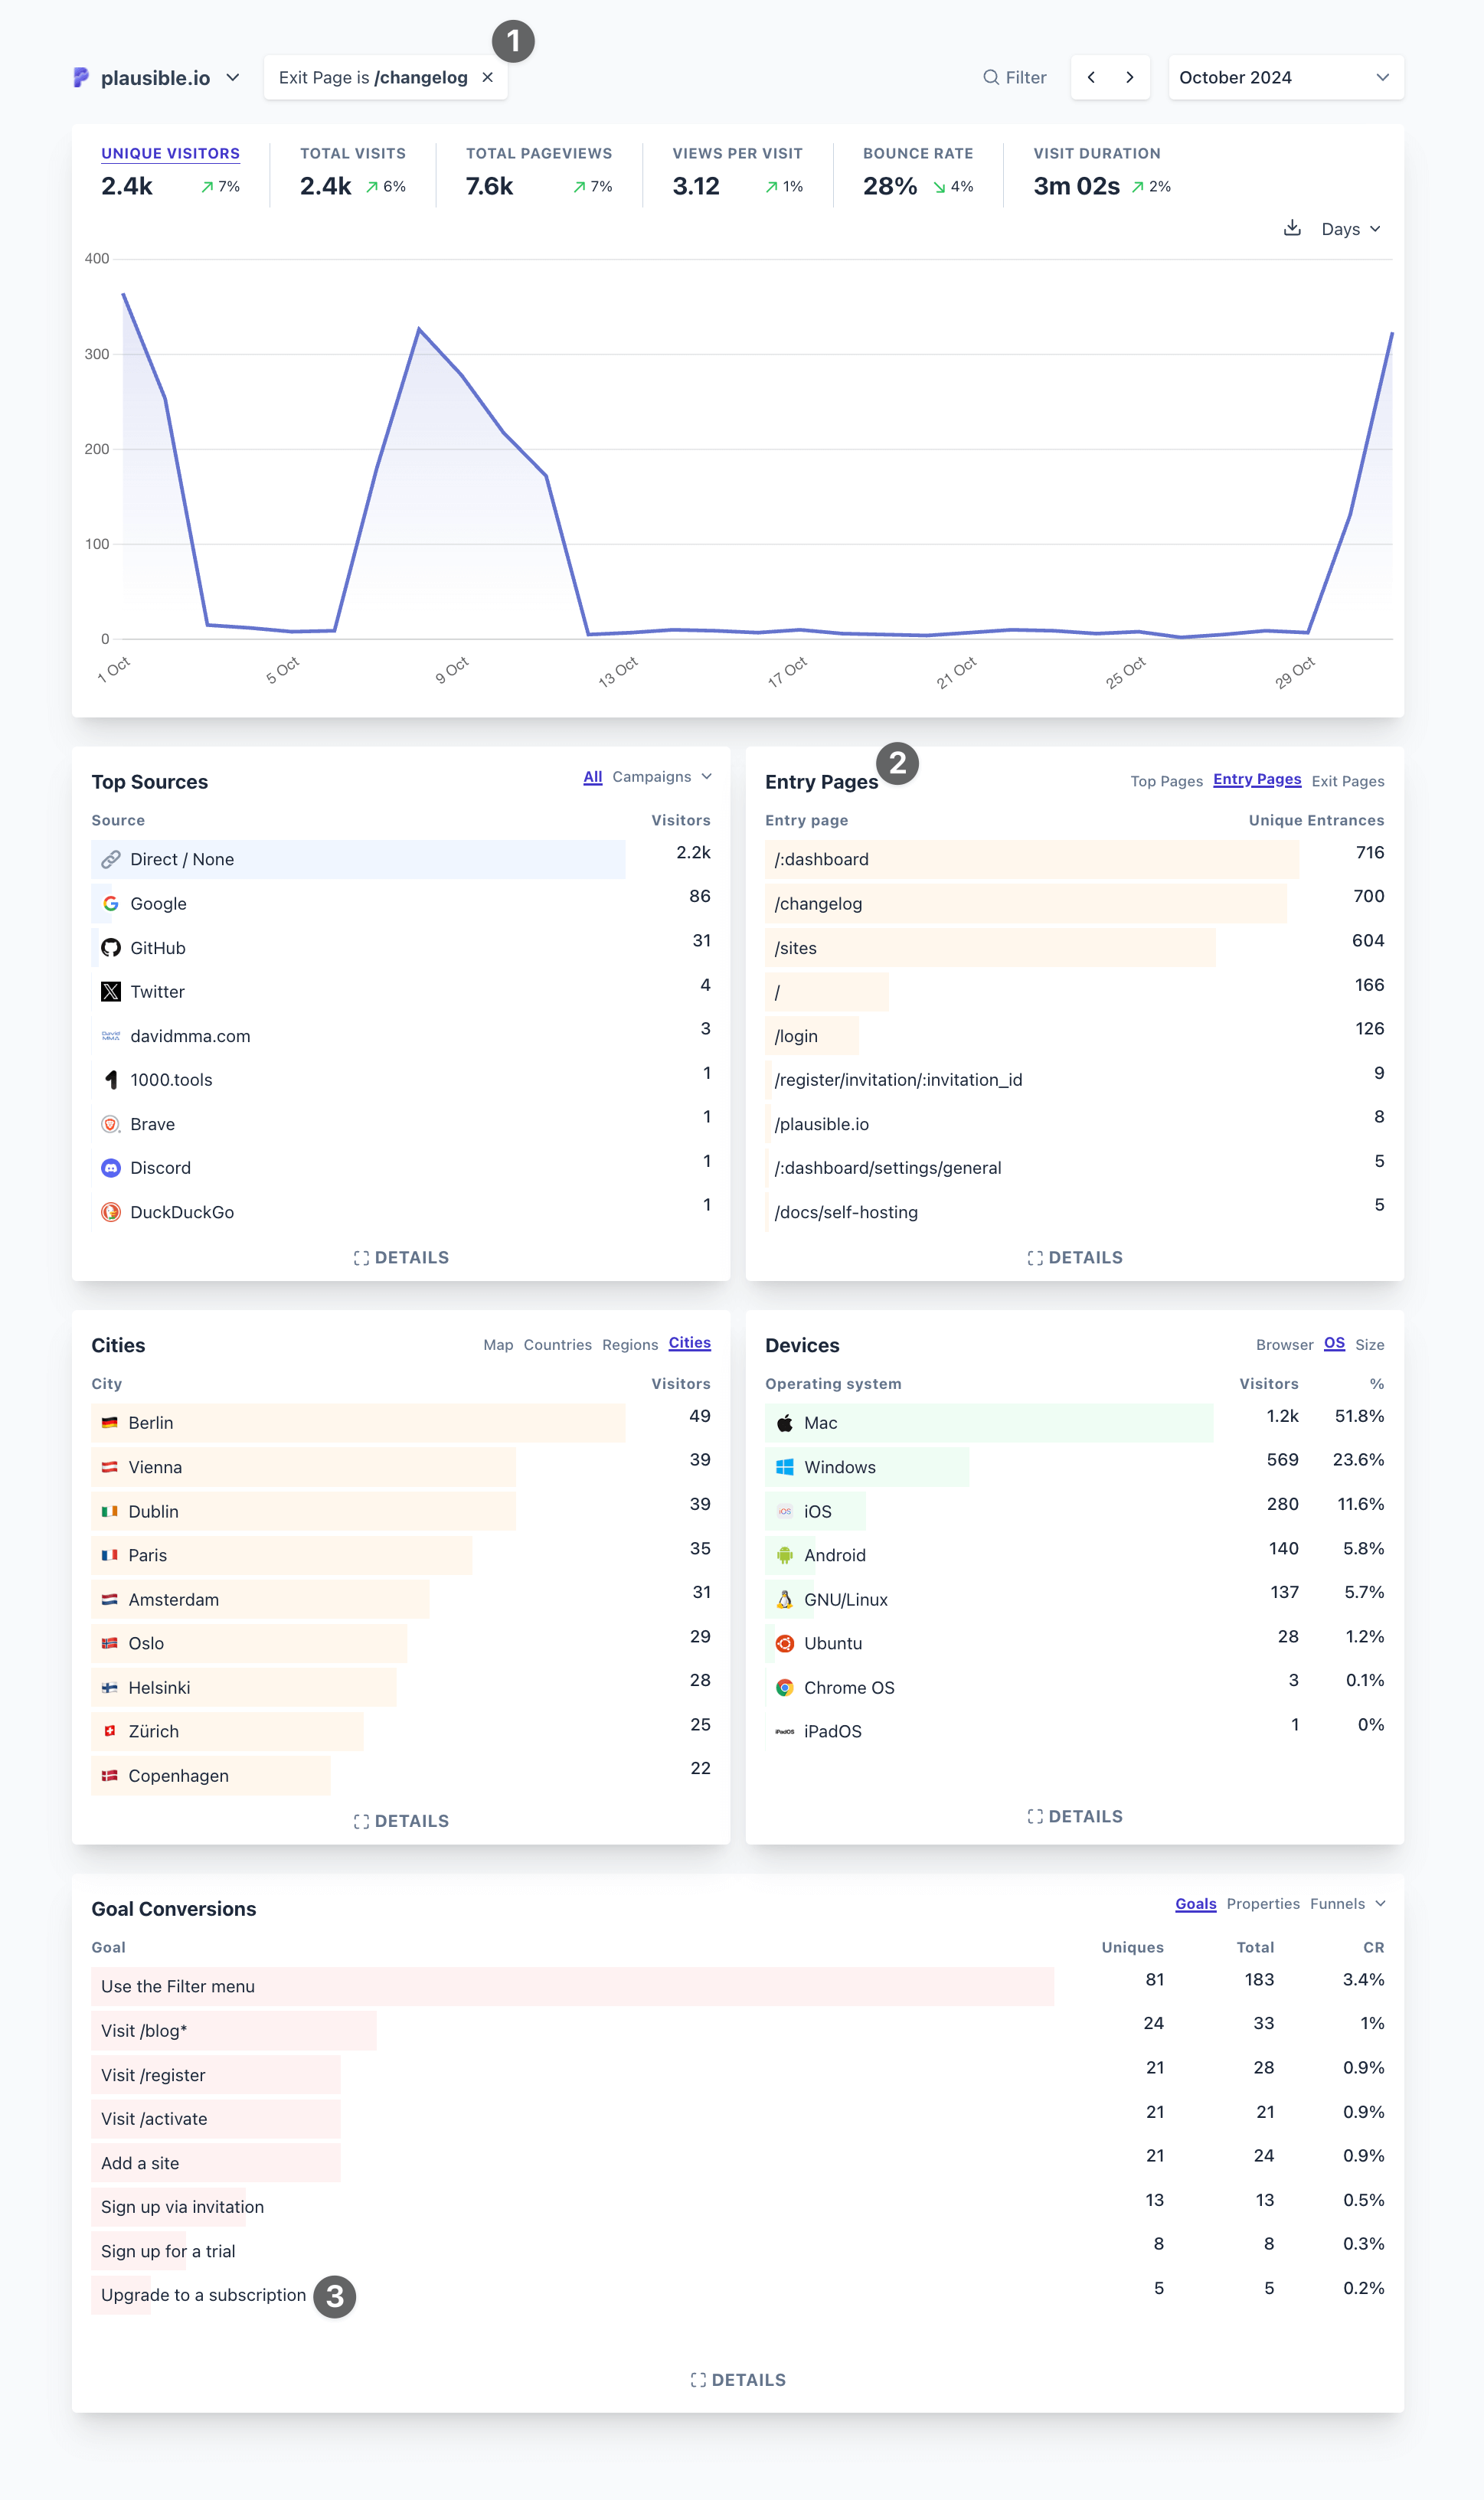 1
plausible.io Exit Page is /changelog × Filter October 2024
UNIQUE VISITORS TOTAL VISITS TOTAL PAGEVIEWS VIEWS PER VISIT BOUNCE RATE VISIT DURATION
2.4k 7% 2.4k 6% 7.6k 7% 3.12 1% 28% 4% 3m 02s 2%
Days
400
300
200
100
0
1 Oct 5 Oct 9 Oct 13 Oct 17 Oct 21 Oct 25 Oct 29 Oct
Top Sources All Campaigns
Source Visitors
Direct / None 2.2k
Google 86
GitHub 31
Twitter 4
davidmma.com 3
1000.tools 1
Brave 1
Discord 1
DuckDuckGo 1
DETAILS
2
Entry Pages Top Pages Entry Pages Exit Pages
Entry page Unique Entrances
/:dashboard 716
/changelog 700
/sites 604
/ 166
/login 126
/register/invitation/:invitation_id 9
/plausible.io 8
/:dashboard/settings/general 5
/docs/self-hosting 5
DETAILS
Cities Map Countries Regions Cities
City Visitors
Berlin 49
Vienna 39
Dublin 39
Paris 35
Amsterdam 31
Oslo 29
Helsinki 28
Zürich 25
Copenhagen 22
DETAILS
Devices Browser OS Size
Operating system Visitors %
Mac 1.2k 51.8%
Windows 569 23.6%
iOS iOS 280 11.6%
Android 140 5.8%
GNU/Linux 137 5.7%
Ubuntu 28 1.2%
Chrome OS 3 0.1%
iPadOS iPadOS 1 0%
DETAILS
Goal Conversions Goals Properties Funnels
Goal Uniques Total CR
Use the Filter menu 81 183 3.4%
Visit /blog* 24 33 1%
Visit /register 21 28 0.9%
Visit /activate 21 21 0.9%
Add a site 21 24 0.9%
Sign up via invitation 13 13 0.5%
Sign up for a trial 8 8 0.3%
Upgrade to a subscription 3 5 5 0.2%
DETAILS